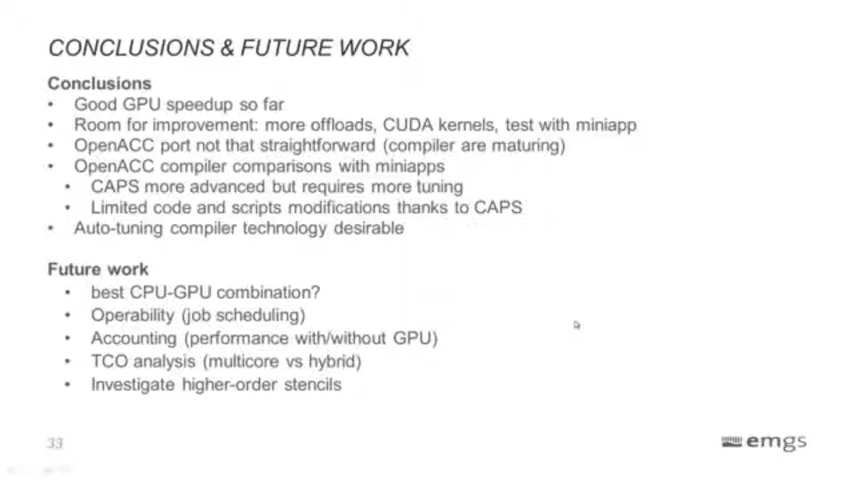 CONCLUSIONS & FUTURE WORK
Conclusions
• Good GPU speedup so far
• Room for improvement: more offloads, CUDA kernels, test with miniapp
• OpenACC port not that straightforward (compiler are maturing)
• OpenACC compiler comparisons with miniapps
• CAPS more advanced but requires more tuning
• Limited code and scripts modifications thanks to CAPS
• Auto-tuning compiler technology desirable
Future work
• best CPU-GPU combination?
• Operability (job scheduling)
• Accounting (performance with/without GPU)
• TCO analysis (multicore vs hybrid)
• Investigate higher-order stencils
33
emgs